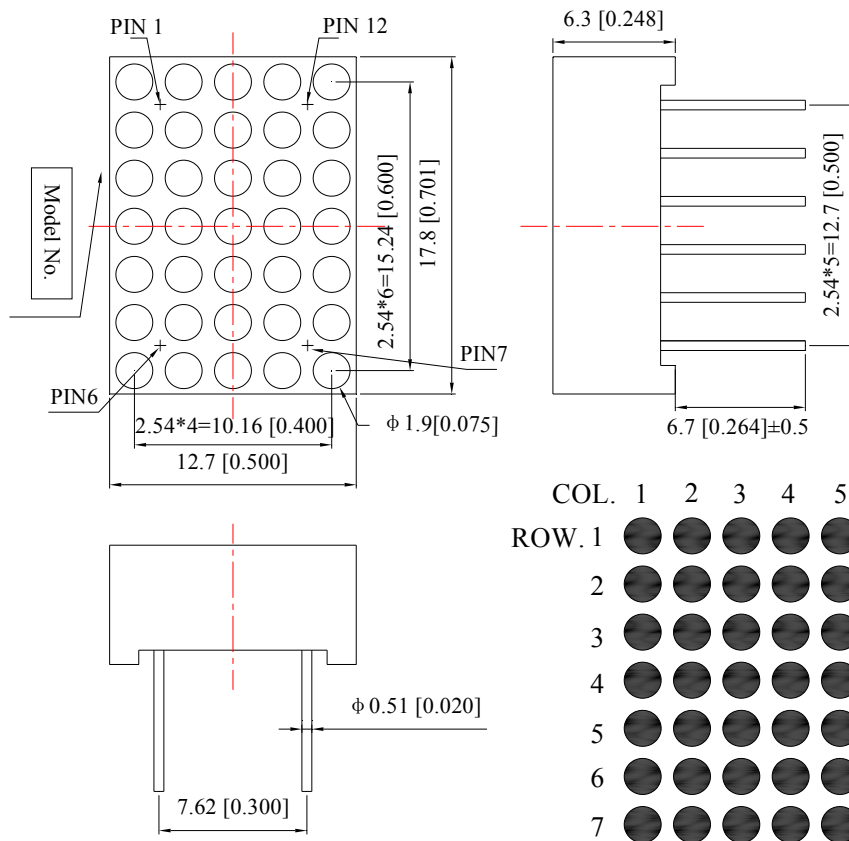 PIN 1
PIN 12
6.3 [0.248]
Model No.
2.54*6=15.24 [0.600]
17.8 [0.701]
2.54*5=12.7 [0.500]
PIN7
PIN6
2.54*4=10.16 [0.400]
φ 1.9[0.075]
6.7 [0.264]±0.5
12.7 [0.500]
COL. 1 2 3 4 5
ROW. 1
2
3
4
5
6
7
φ 0.51 [0.020]
7.62 [0.300]